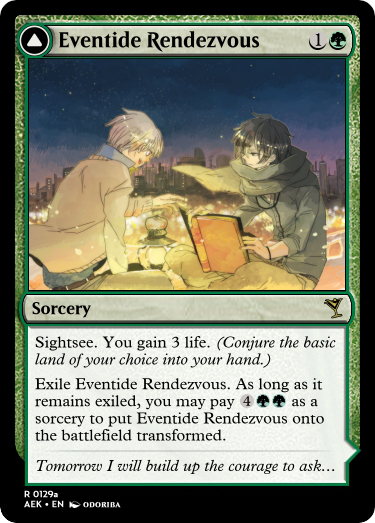 Eventide Rendezvous 1
Sorcery
Sightsee. You gain 3 life. (Conjure the basic
land of your choice into your hand.)
Exile Eventide Rendezvous. As long as it
remains exiled, you may pay 4 as a
sorcery to put Eventide Rendezvous onto
the battlefield transformed.
Tomorrow I will build up the courage to ask...
R 0129a
AEK • EN ODORIBA